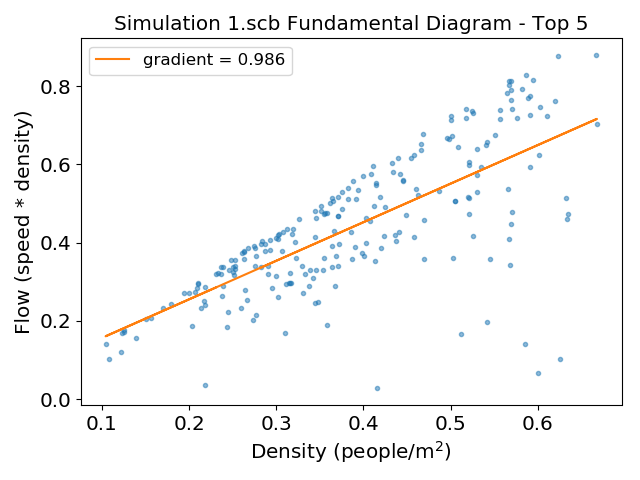 Simulation 1.scb Fundamental Diagram - Top 5
gradient = 0.986
Flow (speed * density)
0.8
0.6
0.4
0.2
0.0
0.1 0.2 0.3 0.4 0.5 0.6
Density (people/m²)